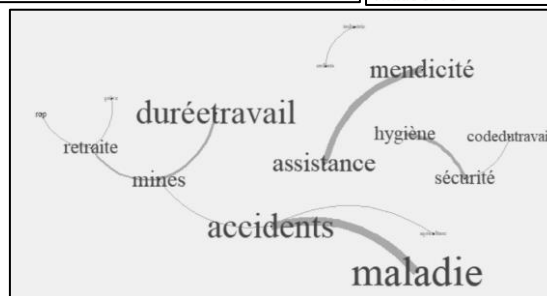 mendicité
duréetravail
hygiène
codedutravail
retraite
assistance
sécurité
mines
accidents
maladie